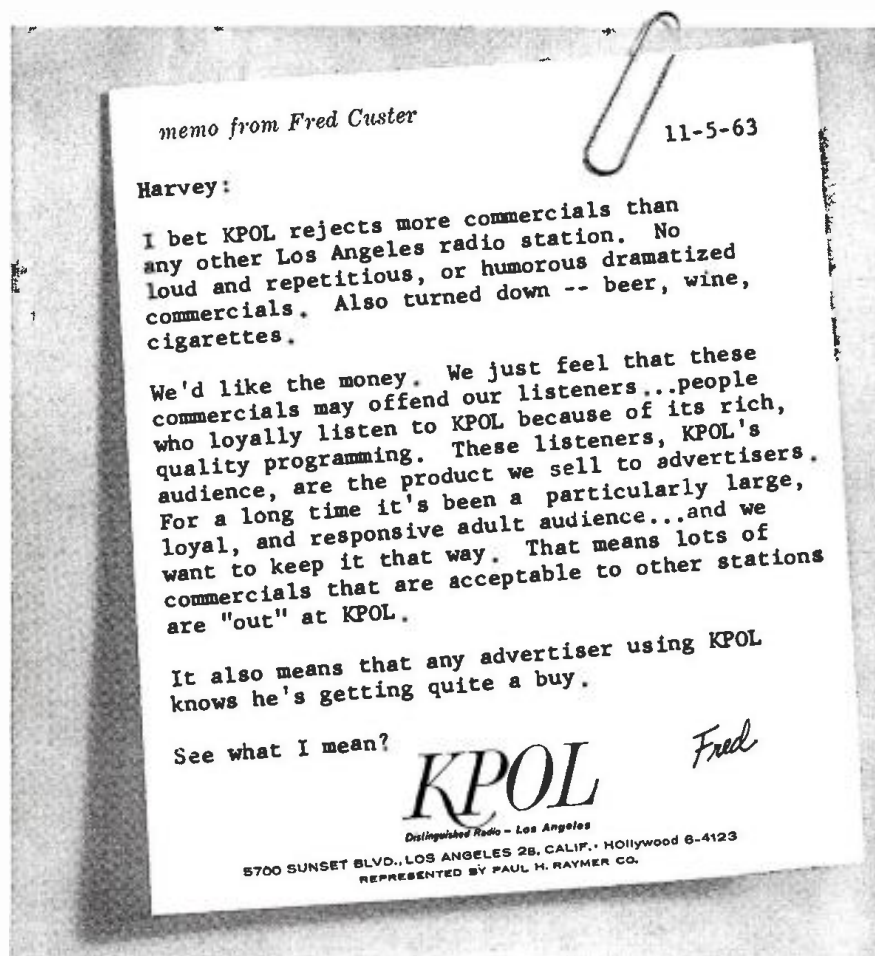 memo from Fred Custer
11-5-63
Harvey:
I bet KPOL rejects more commercials than
any other Los Angeles radio station. No
loud and repetitious, or humorous dramatized
commercials. Also turned down -- beer, wine,
cigarettes.
We'd like the money. We just feel that these
commercials may offend our listeners...people
who loyally listen to KPOL because of its rich,
quality programming. These listeners, KPOL's
audience, are the product we sell to advertisers.
For a long time it's been a particularly large,
loyal, and responsive adult audience...and we
want to keep it that way. That means lots of
commercials that are acceptable to other stations
are "out" at KPOL.
It also means that any advertiser using KPOL
knows he's getting quite a buy.
See what I mean?
Fred
KPOL
Distinguished Radio - Los Angeles
5700 SUNSET BLVD., LOS ANGELES 28, CALIF. · HOllywood 6-4123
REPRESENTED BY PAUL H. RAYMER CO.